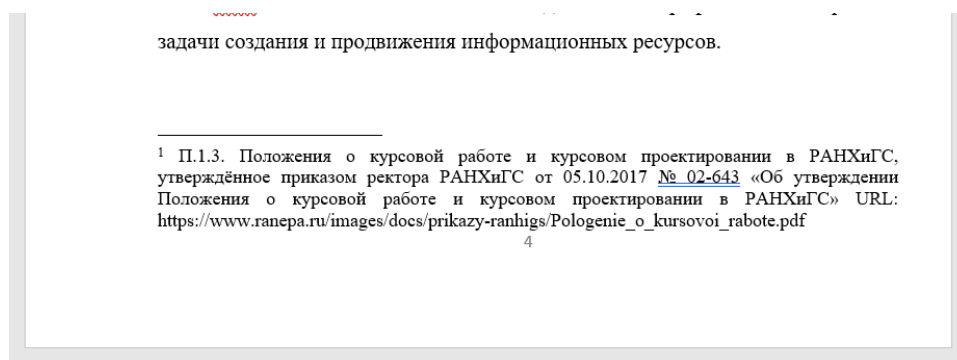 задачи создания и продвижения информационных ресурсов.
1 П.1.3. Положения о курсовой работе и курсовом проектировании в РАНХиГС,
утверждённое приказом ректора РАНХиГС от 05.10.2017 № 02-643 «Об утверждении
Положения о курсовой работе и курсовом проектировании в РАНХиГС» URL:
https://www.ranepa.ru/images/docs/prikazy-ranhigs/Pologenie_o_kursovoi_rabote.pdf
4